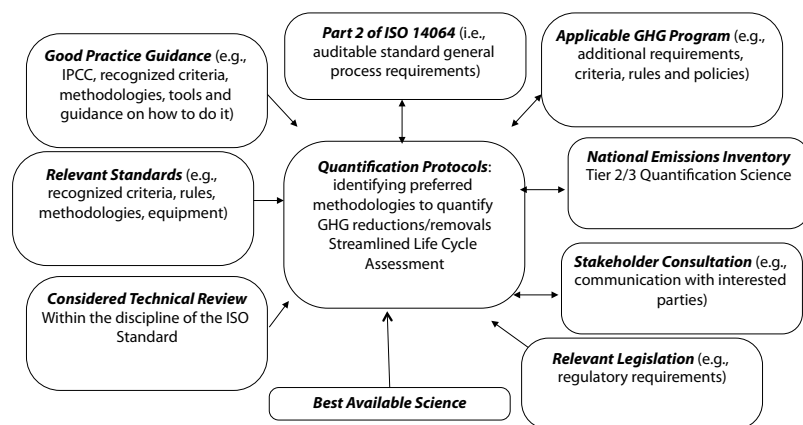 Good Practice Guidance (e.g.,
IPCC, recognized criteria,
methodologies, tools and
guidance on how to do it)
Part 2 of ISO 14064 (i.e.,
auditable standard general
process requirements)
Applicable GHG Program (e.g.,
additional requirements,
criteria, rules and policies)
Relevant Standards (e.g.,
recognized criteria, rules,
methodologies, equipment)
Quantification Protocols:
identifying preferred
methodologies to quantify
GHG reductions/removals
Streamlined Life Cycle
Assessment
National Emissions Inventory
Tier 2/3 Quantification Science
Considered Technical Review
Within the discipline of the ISO
Standard
Stakeholder Consultation (e.g.,
communication with interested
parties)
Best Available Science
Relevant Legislation (e.g.,
regulatory requirements)